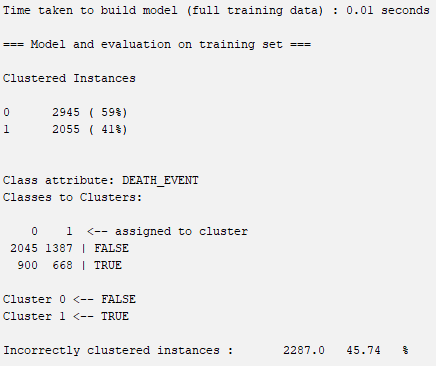 Time taken to build model (full training data) : 0.01 seconds
=== Model and evaluation on training set ===
Clustered Instances
0      2945 ( 59%)
1      2055 ( 41%)
Class attribute: DEATH_EVENT
Classes to Clusters:
    0    1  <-- assigned to cluster
 2045 1387 | FALSE
  900  668 | TRUE
Cluster 0 <-- FALSE
Cluster 1 <-- TRUE
Incorrectly clustered instances :       2287.0   45.74   %